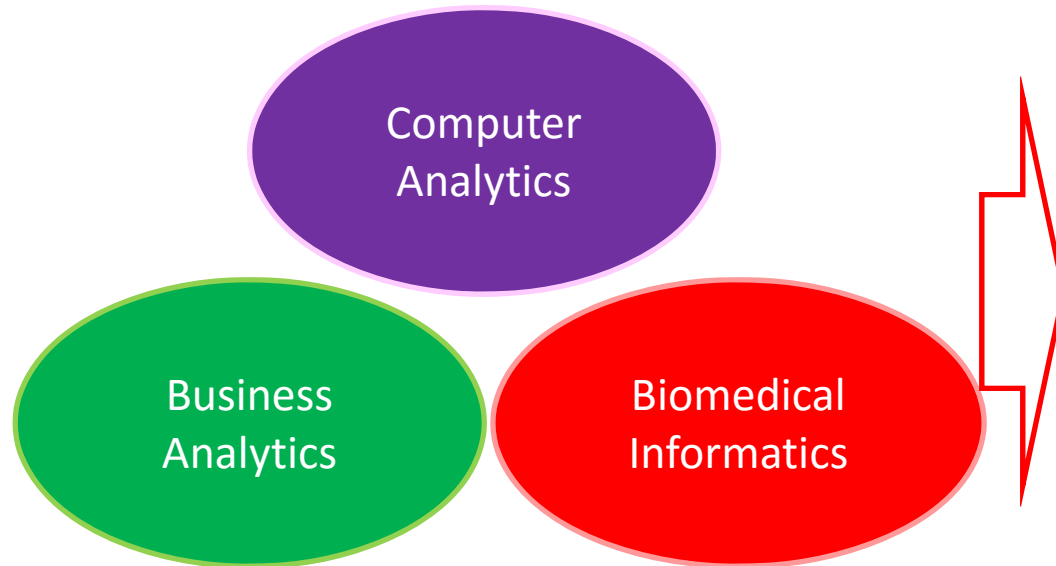 Computer
Analytics
Business
Analytics
Biomedical
Informatics